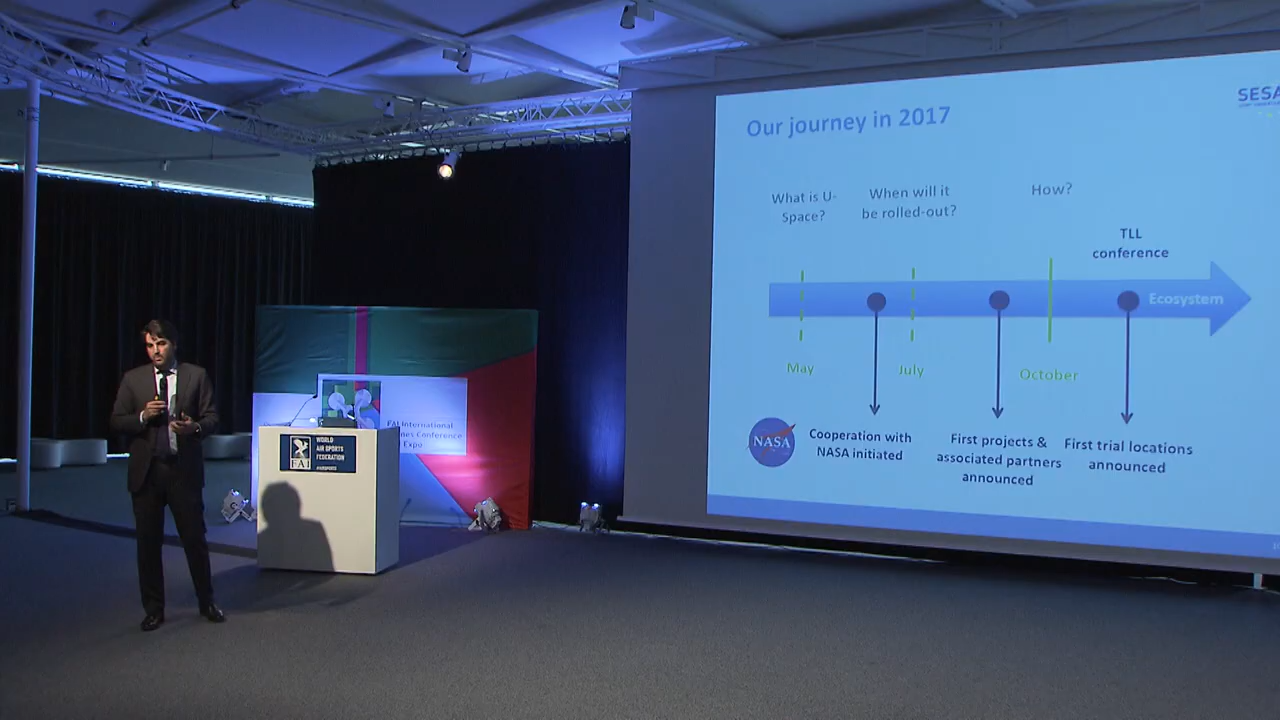 SESA
Our journey in 2017
What is U-
Space?
When will it
be rolled-out?
How?
TLL
conference
Ecosystem
May
July
October
NASA
Cooperation with
NASA initiated
First projects &
associated partners
announced
First trial locations
announced
FAI International
nes Conference
Expo
FAI
WORLD
AIR SPORTS
FEDERATION